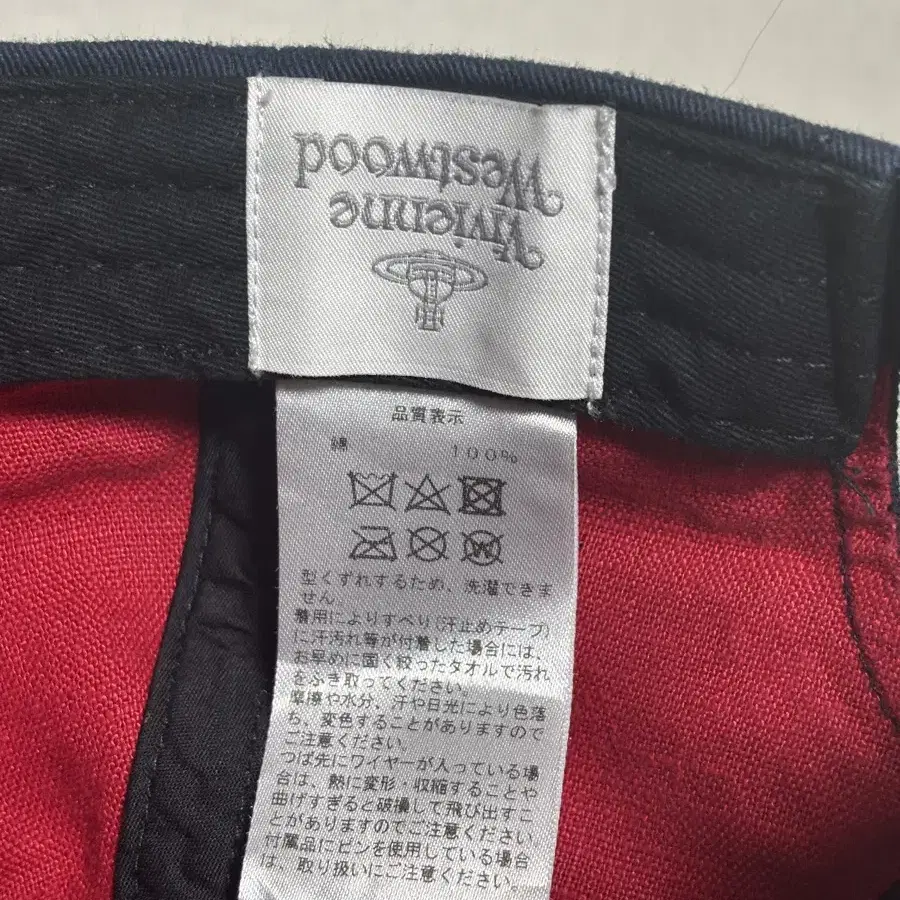 Vivienne
Westwood
品質表示
綿 100%
型くずれするため、洗濯できま
せん。
着用によりすべり(汗止めテープ)
に汗汚れ等が付着した場合には、
お早めに固く絞ったタオルで汚れ
をふき取ってください。
摩擦や水分、汗や日光により色落
ち、変色することがありますので
ご注意ください。
つば先にワイヤーが入っている場
合は、熱に変形・収縮することや
曲げすぎると破損して飛び出すこ
とがありますのでご注意ください
付属品にピンを使用している場合
は、取り扱いにご注意ください。